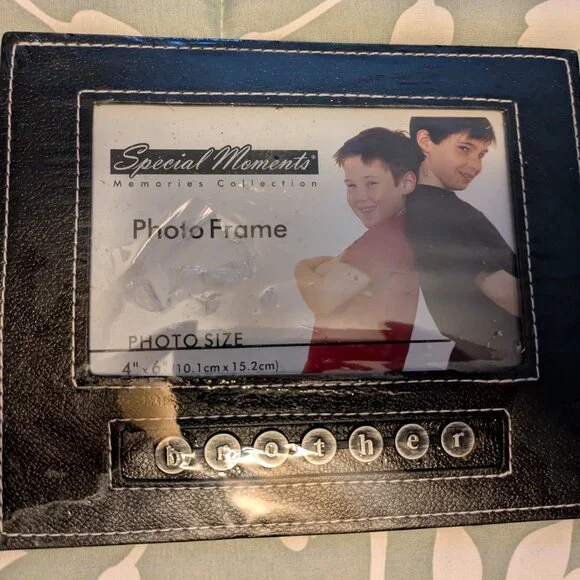 Special Moments®
Memories Collection
Photo Frame
PHOTO SIZE
4" x 6" (10.1cm x 15.2cm)
brother